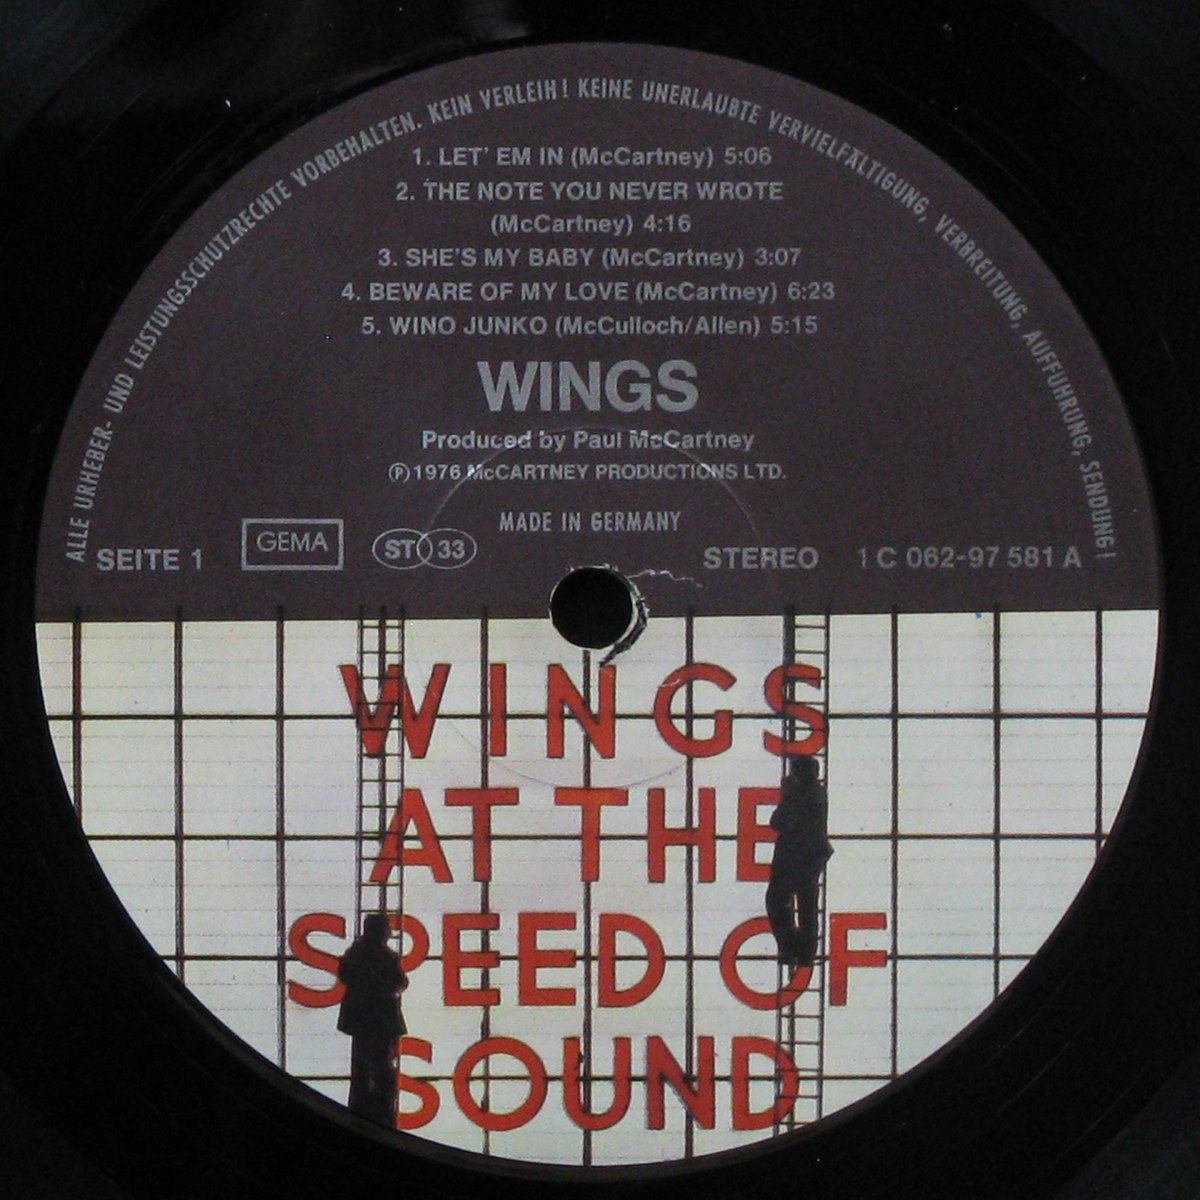 ALLE URHEBER- UND LEISTUNGSSCHUTZRECHTE VORBEHALTEN. KEIN VERLEIH! KEINE UNERLAUBTE VERVIELFÄLTIGUNG, VERBREITUNG, AUFFÜHRUNG, SENDUNG!
1. LET' EM IN (McCartney) 5:06
2. THE NOTE YOU NEVER WROTE
(McCartney) 4:16
3. SHE'S MY BABY (McCartney) 3:07
4. BEWARE OF MY LOVE (McCartney) 6:23
5. WINO JUNKO (McCulloch/Allen) 5:15
WINGS
Produced by Paul McCartney
℗ 1976 McCARTNEY PRODUCTIONS LTD.
MADE IN GERMANY
SEITE 1 GEMA ST 33 STEREO 1 C 062-97 581 A
WINGS
AT THE
SPEED OF
SOUND